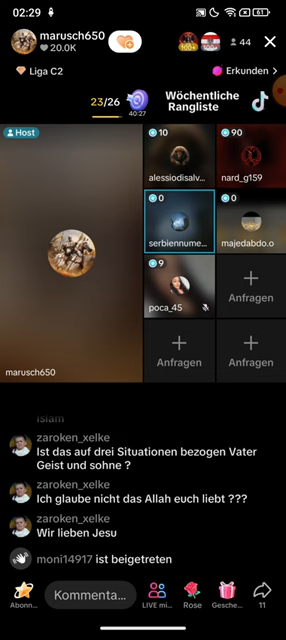 02:29
61
marusch650
20.0K
100+
100+
44
Liga C2
Erkunden >
23/26
40:27
Wöchentliche
Rangliste
Host
10
90
alessiodisalv...
nard_g159
0
0
serbiennume...
majedabdo.o
9
poca_45
Anfragen
Anfragen
Anfragen
marusch650
islam
zaroken_xelke
Ist das auf drei Situationen bezogen Vater
Geist und sohne ?
zaroken_xelke
Ich glaube nicht das Allah euch liebt ???
zaroken_xelke
Wir lieben Jesu
moni14917 ist beigetreten
Abonn...
Kommenta...
LIVE mi...
Rose
Gesche...
11